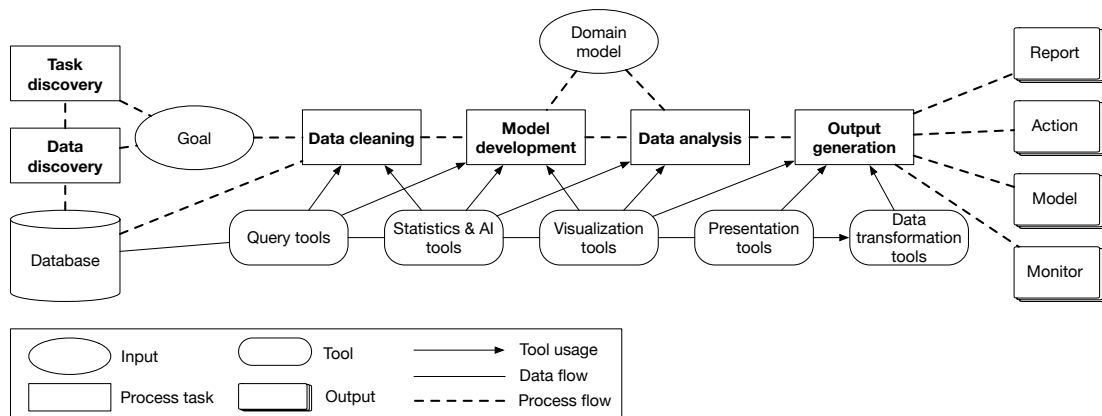 Task
discovery
Data
discovery
Database
Goal
Data cleaning
Domain
model
Model
development
Data analysis
Output
generation
Query tools
Statistics & AI
tools
Visualization
tools
Presentation
tools
Data
transformation
tools
Report
Action
Model
Monitor
Input
Tool
Tool usage
Data flow
Process task
Output
Process flow